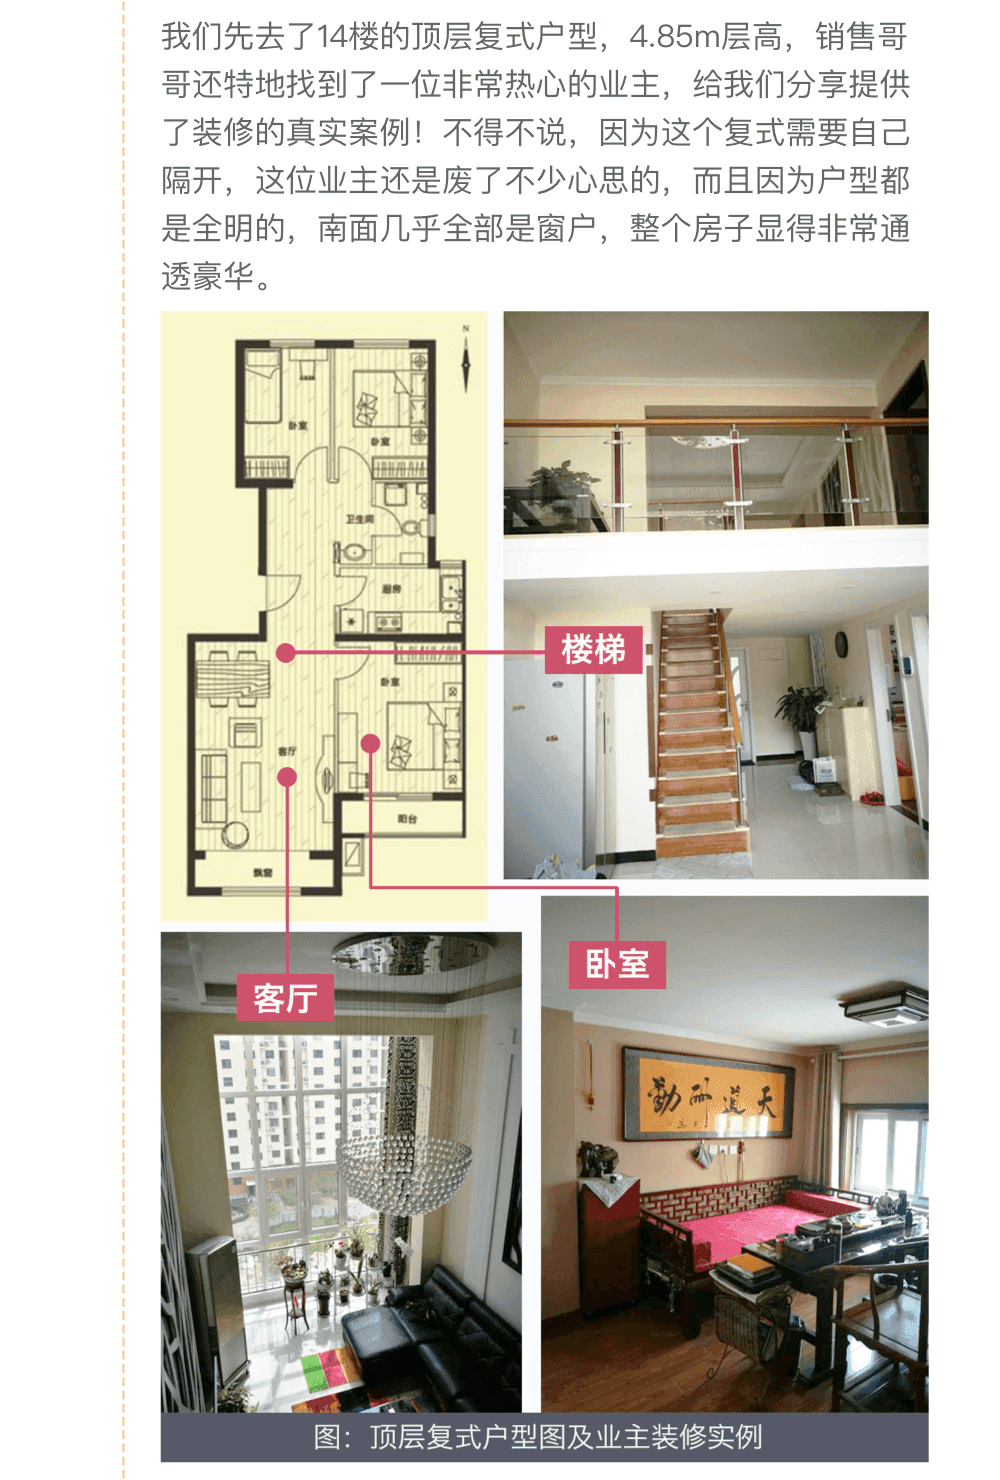 我们先去了14楼的顶层复式户型，4.85m层高，销售哥
哥还特地找到了一位非常热心的业主，给我们分享提供
了装修的真实案例！不得不说，因为这个复式需要自己
隔开，这位业主还是废了不少心思的，而且因为户型都
是全明的，南面几乎全部是窗户，整个房子显得非常通
透豪华。
N
卧室
卧室
卫生间
厨房
楼梯
卧室
客厅
阳台
飘窗
卧室
客厅
天道酬勤
图：顶层复式户型图及业主装修实例